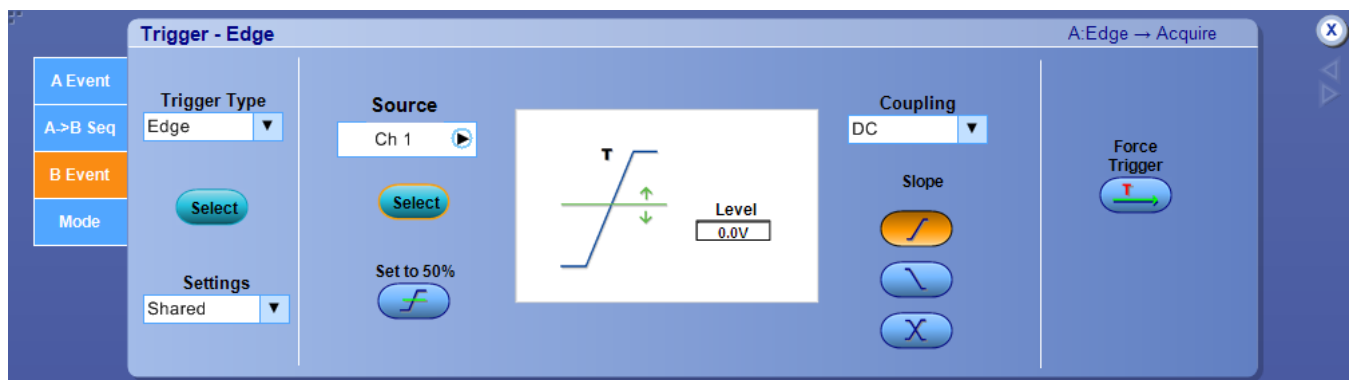 Trigger - Edge
A:Edge → Acquire
X
A Event
A->B Seq
B Event
Mode
Trigger Type
Edge
Select
Settings
Shared
Source
Ch 1
Select
Set to 50%
T
Level
0.0V
Coupling
DC
Slope
Force
Trigger
T